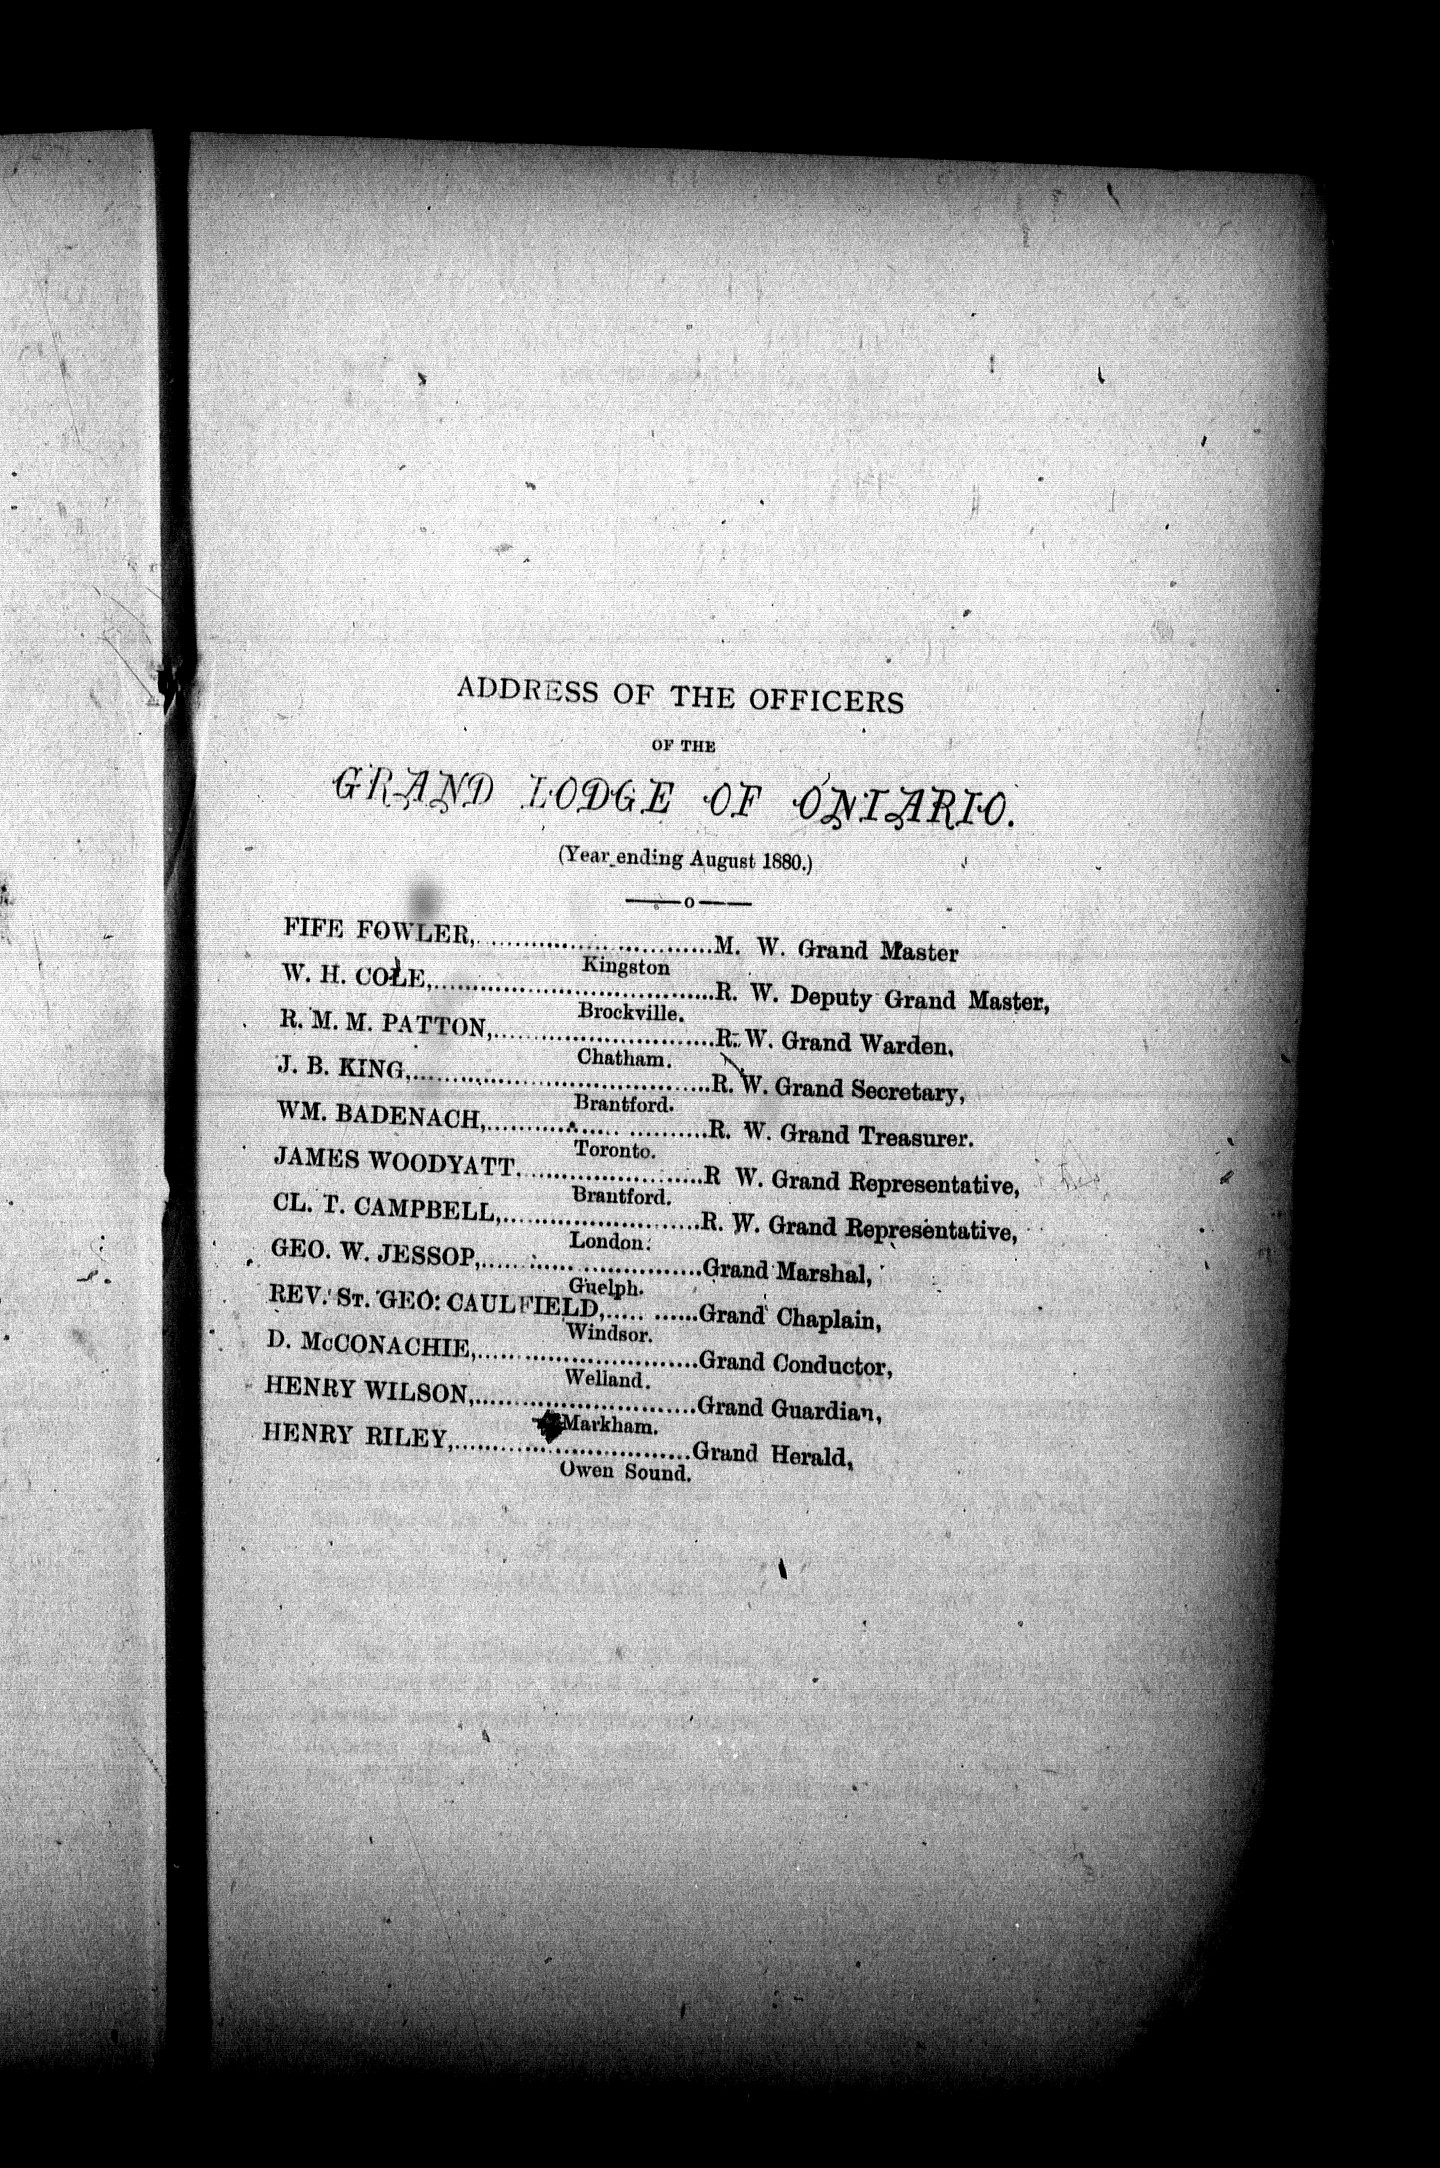 ADDRESS OF THE OFFICERS
OF THE
GRAND LODGE OF ONTARIO.
(Year ending August 1880.)
FIFE FOWLER,..............................M. W. Grand Master
Kingston
W. H. COLE,..............................R. W. Deputy Grand Master,
Brockville.
R. M. M. PATTON,..............................R. W. Grand Warden,
Chatham.
J. B. KING,..............................R. W. Grand Secretary,
Brantford.
WM. BADENACH,..............................R. W. Grand Treasurer.
Toronto.
JAMES WOODYATT..............................R W. Grand Representative,
Brantford.
CL. T. CAMPBELL,..............................R. W. Grand Representative,
London.
GEO. W. JESSOP,..............................Grand Marshal,
Guelph.
REV. ST. GEO. CAULFIELD,..... ......Grand Chaplain,
Windsor.
D. McCONACHIE,..............................Grand Conductor,
Welland.
HENRY WILSON,..............................Grand Guardian,
Markham.
HENRY RILEY,..............................Grand Herald,
Owen Sound.